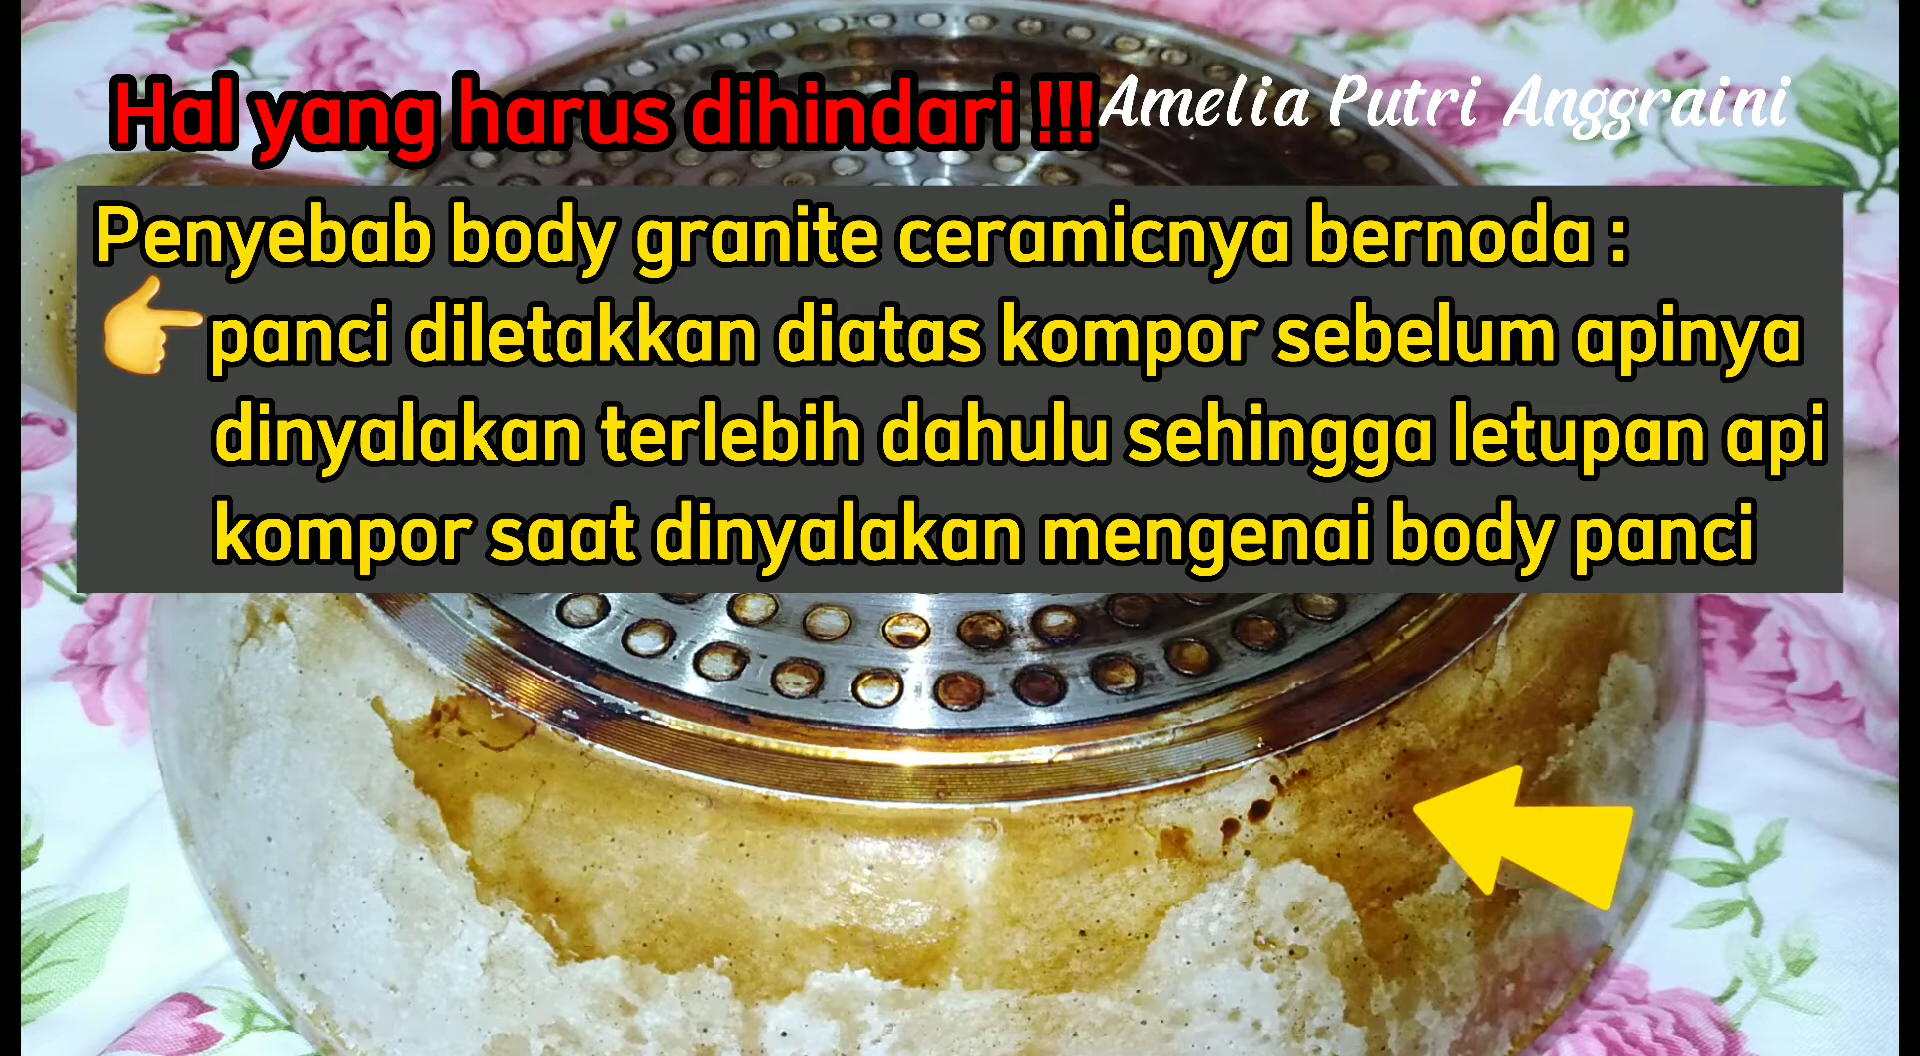 Hal yang harus dihindari !!! Amelia Putri Anggraini
Penyebab body granite ceramicnya bernoda :
👉panci diletakkan diatas kompor sebelum apinya
dinyalakan terlebih dahulu sehingga letupan api
kompor saat dinyalakan mengenai body panci